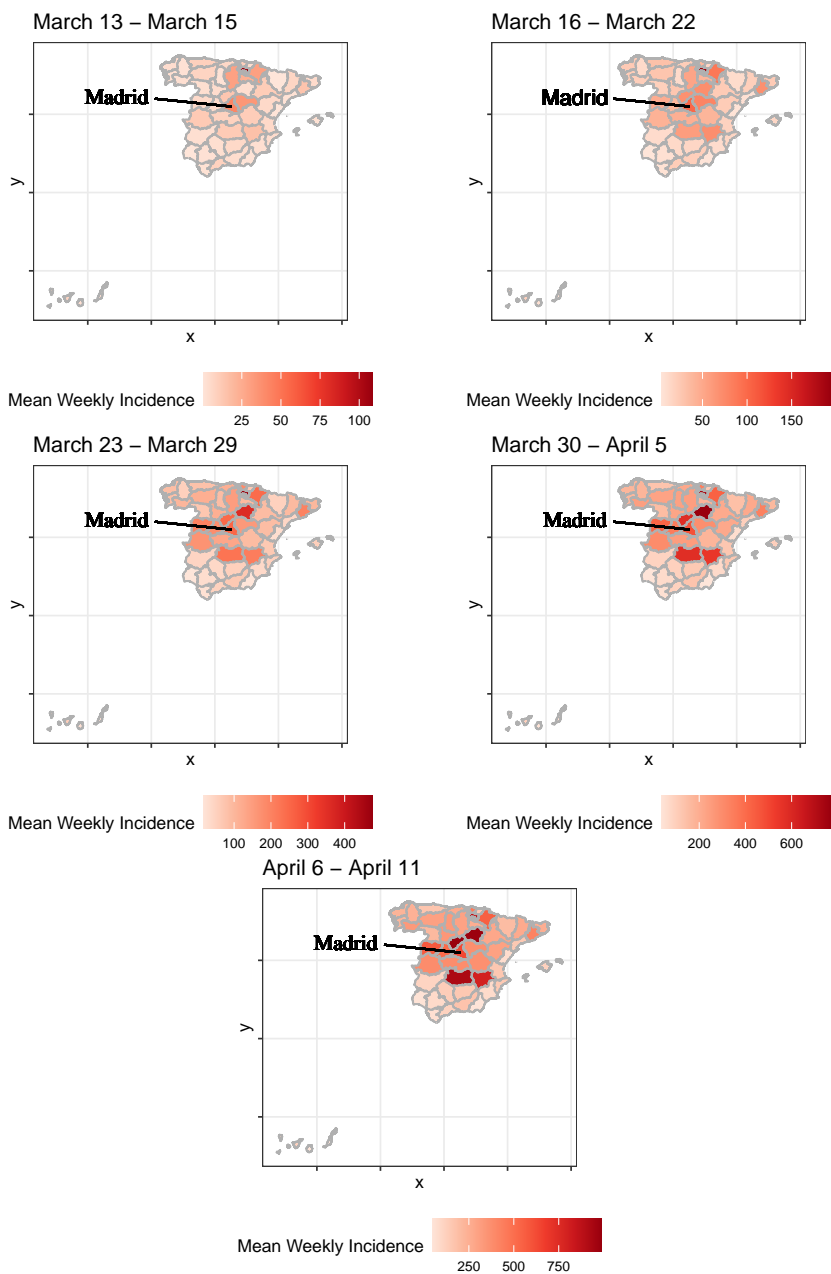 March 13 − March 15
Madrid
y
x
Mean Weekly Incidence
25 50 75 100
March 16 − March 22
Madrid
y
x
Mean Weekly Incidence
50 100 150
March 23 − March 29
Madrid
y
x
Mean Weekly Incidence
100 200 300 400
March 30 − April 5
Madrid
y
x
Mean Weekly Incidence
200 400 600
April 6 − April 11
Madrid
y
x
Mean Weekly Incidence
250 500 750